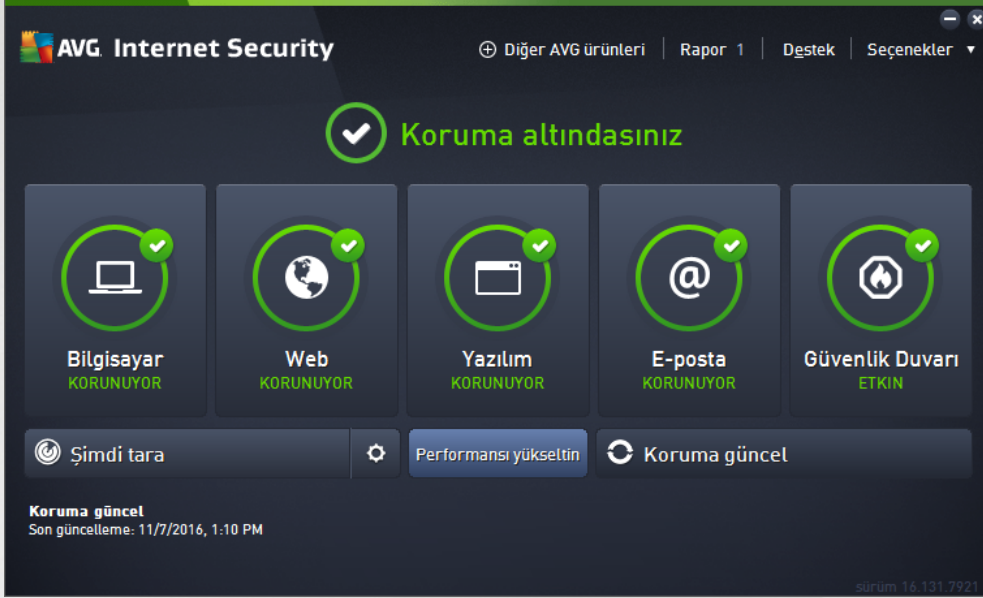 AVG Internet Security
Diğer AVG ürünleri | Rapor 1 | Destek | Seçenekler
Koruma altındasınız
Bilgisayar
KORUNUYOR
Web
KORUNUYOR
Yazılım
KORUNUYOR
E-posta
KORUNUYOR
Güvenlik Duvarı
ETKIN
Şimdi tara
Performansı yükseltin
Koruma güncel
Koruma güncel
Son güncelleme: 11/7/2016, 1:10 PM
sürüm 16.131.7921